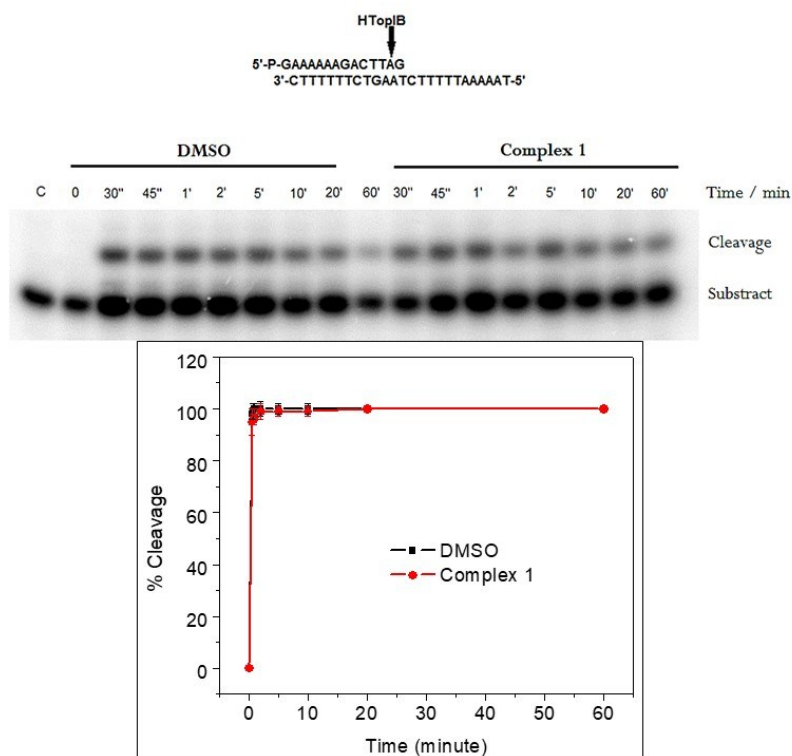 HTopIB
5'-P-GAAAAAAGACTTAG
3'-CTTTTTTCTGAATCTTTTTAAAAAT-5'
DMSO Complex 1
C 0 30" 45" 1' 2' 5' 10' 20' 60' 30" 45" 1' 2' 5' 10' 20' 60' Time / min
Cleavage
Substract
120
100
80
60
40
20
0
% Cleavage
DMSO
Complex 1
0 10 20 30 40 50 60
Time (minute)